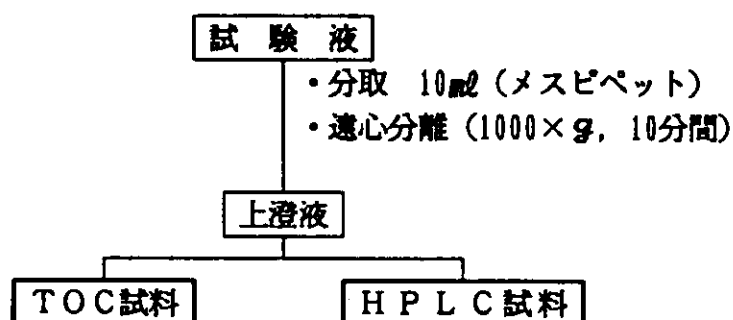 試 験 液
・分取 10ml(メスピペット)
・遠心分離(1000×g, 10分間)
上澄液
TOC試料 HPLC試料